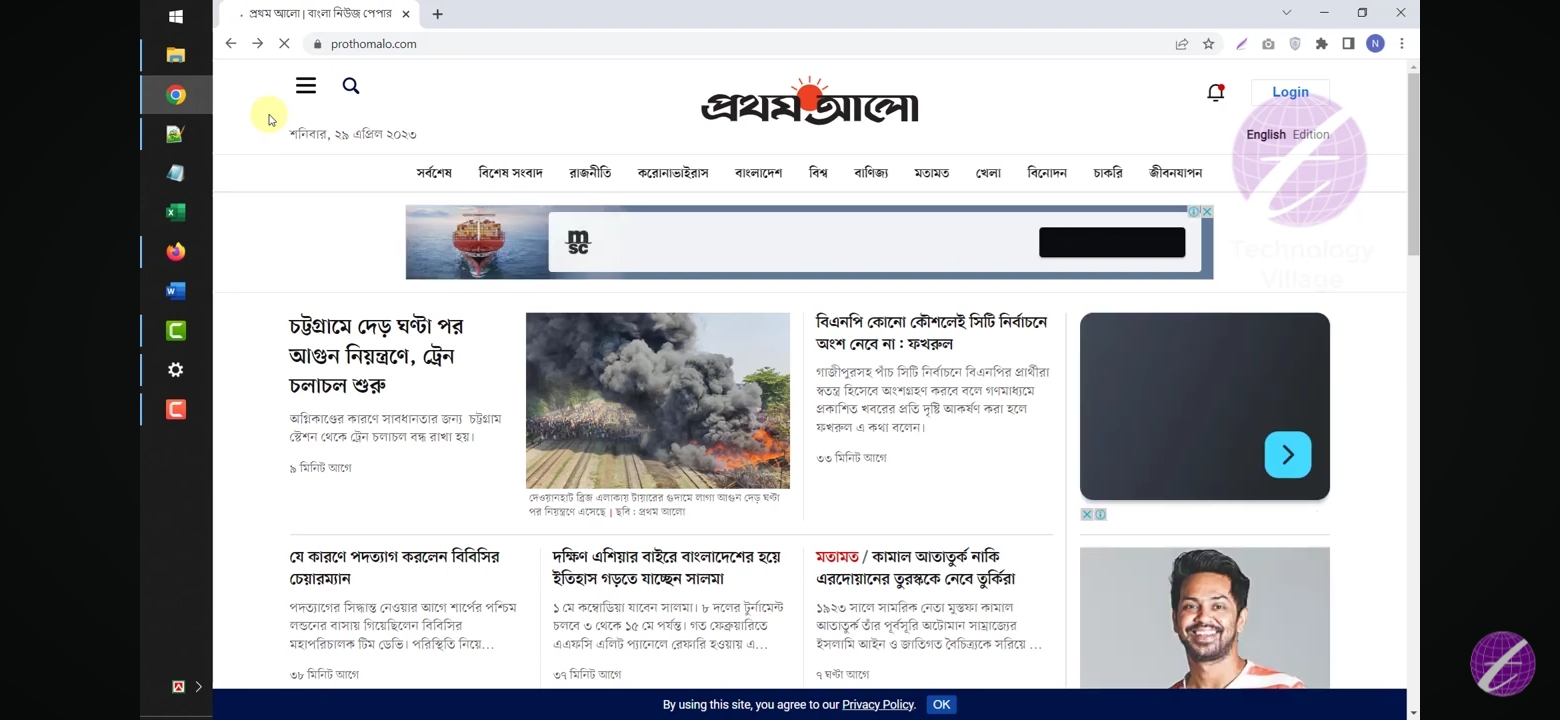 প্রথম আলো | বাংলা নিউজ পেপার
prothomalo.com
N
প্রথম আলো
Login
শনিবার, ২৯ এপ্রিল ২০২৩
English Edition
সর্বশেষ বিশেষ সংবাদ রাজনীতি করোনাভাইরাস বাংলাদেশ বিশ্ব বাণিজ্য মতামত খেলা বিনোদন চাকরি জীবনযাপন
msc
Technology
Village
চট্টগ্রামে দেড় ঘণ্টা পর
আগুন নিয়ন্ত্রণে, ট্রেন
চলাচল শুরু
অগ্নিকাণ্ডের কারণে সাবধানতার জন্য চট্টগ্রাম
স্টেশন থেকে ট্রেন চলাচল বন্ধ রাখা হয়।
৯ মিনিট আগে
দেওয়ানহাট ব্রিজ এলাকায় টায়ারের গুদামে লাগা আগুন দেড় ঘণ্টা
পর নিয়ন্ত্রণে এসেছে | ছবি : প্রথম আলো
বিএনপি কোনো কৌশলেই সিটি নির্বাচনে
অংশ নেবে না : ফখরুল
গাজীপুরসহ পাঁচ সিটি নির্বাচনে বিএনপির প্রার্থীরা
স্বতন্ত্র হিসেবে অংশগ্রহণ করবে বলে গণমাধ্যমে
প্রকাশিত খবরের প্রতি দৃষ্টি আকর্ষণ করা হলে
ফখরুল এ কথা বলেন।
৩৩ মিনিট আগে
যে কারণে পদত্যাগ করলেন বিবিসির
চেয়ারম্যান
পদত্যাগের সিদ্ধান্ত নেওয়ার আগে শার্পের পশ্চিম
লন্ডনের বাসায় গিয়েছিলেন বিবিসির
মহাপরিচালক টিম ডেভি। পরিস্থিতি নিয়ে...
৩৮ মিনিট আগে
দক্ষিণ এশিয়ার বাইরে বাংলাদেশের হয়ে
ইতিহাস গড়তে যাচ্ছেন সালমা
১ মে কম্বোডিয়া যাবেন সালমা। ৮ দলের টুর্নামেন্ট
চলবে ৩ থেকে ১৫ মে পর্যন্ত। গত ফেব্রুয়ারিতে
এএফসি এলিট প্যানেলে রেফারি হওয়ায় এ...
৩৭ মিনিট আগে
মতামত / কামাল আতাতুর্ক নাকি
এরদোয়ানের তুরস্ককে নেবে তুর্কিরা
১৯২৩ সালে সামরিক নেতা মুস্তফা কামাল
আতাতুর্ক তাঁর পূর্বসূরি অটোমান সাম্রাজ্যের
ইসলামি আইন ও জাতিগত বৈচিত্র্যকে সরিয়ে ...
৭ ঘণ্টা আগে
By using this site, you agree to our Privacy Policy. OK